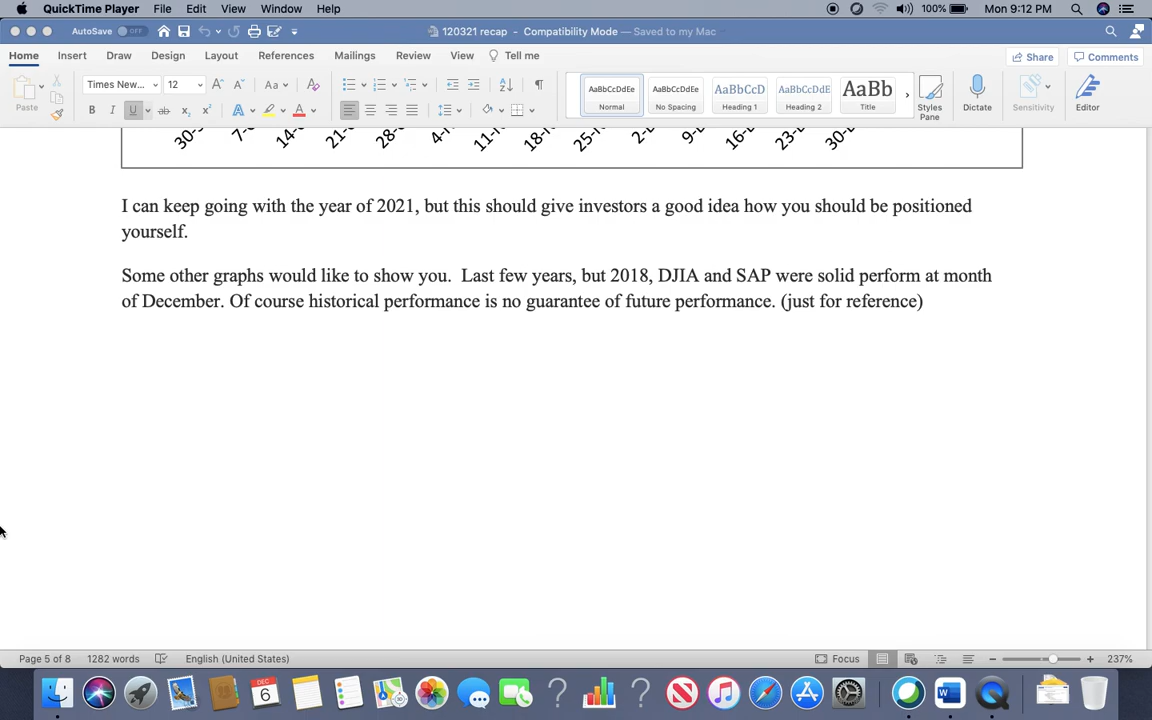 QuickTime Player File Edit View Window Help 100% Mon 9:12 PM
AutoSave OFF 120321 recap - Compatibility Mode — Saved to my Mac
Home Insert Draw Design Layout References Mailings Review View Tell me Share Comments
Paste Times New... 12 Aa AaBbCcDdEe AaBbCcDdEe AaBbCcD AaBbCcDdE AaBb
Normal No Spacing Heading 1 Heading 2 Title Styles Pane Dictate Sensitivity Editor
I can keep going with the year of 2021, but this should give investors a good idea how you should be positioned
yourself.
Some other graphs would like to show you. Last few years, but 2018, DJIA and SAP were solid perform at month
of December. Of course historical performance is no guarantee of future performance. (just for reference)
Page 5 of 8 1282 words English (United States) Focus 237%
DEC 6